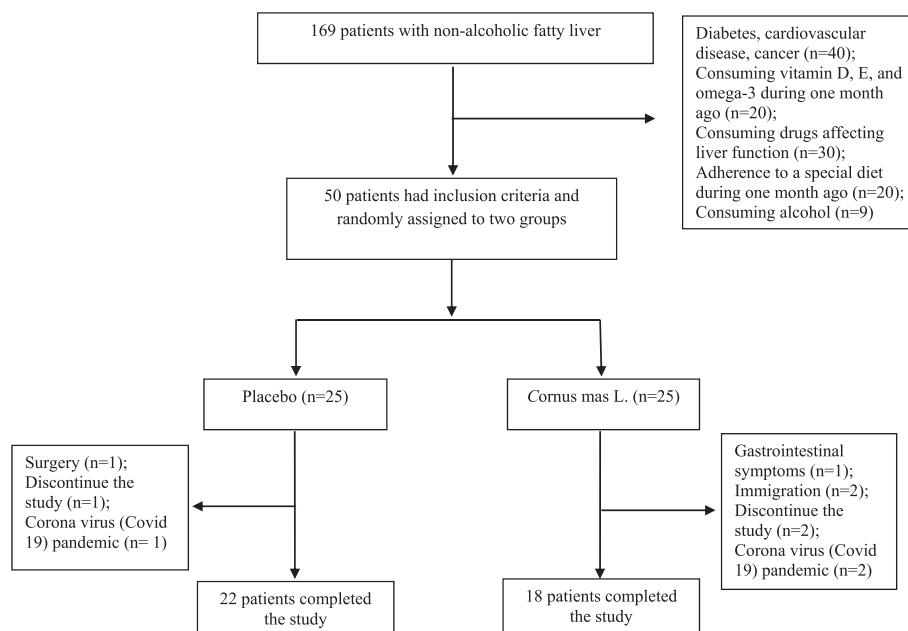 169 patients with non-alcoholic fatty liver
Diabetes, cardiovascular
disease, cancer (n=40);
Consuming vitamin D, E, and
omega-3 during one month
ago (n=20);
Consuming drugs affecting
liver function (n=30);
Adherence to a special diet
during one month ago (n=20);
Consuming alcohol (n=9)
50 patients had inclusion criteria and
randomly assigned to two groups
Placebo (n=25)
Cornus mas L. (n=25)
Surgery (n=1);
Discontinue the
study (n=1);
Corona virus (Covid
19) pandemic (n= 1)
Gastrointestinal
symptoms (n=1);
Immigration (n=2);
Discontinue the
study (n=2);
Corona virus (Covid
19) pandemic (n=2)
22 patients completed
the study
18 patients completed
the study